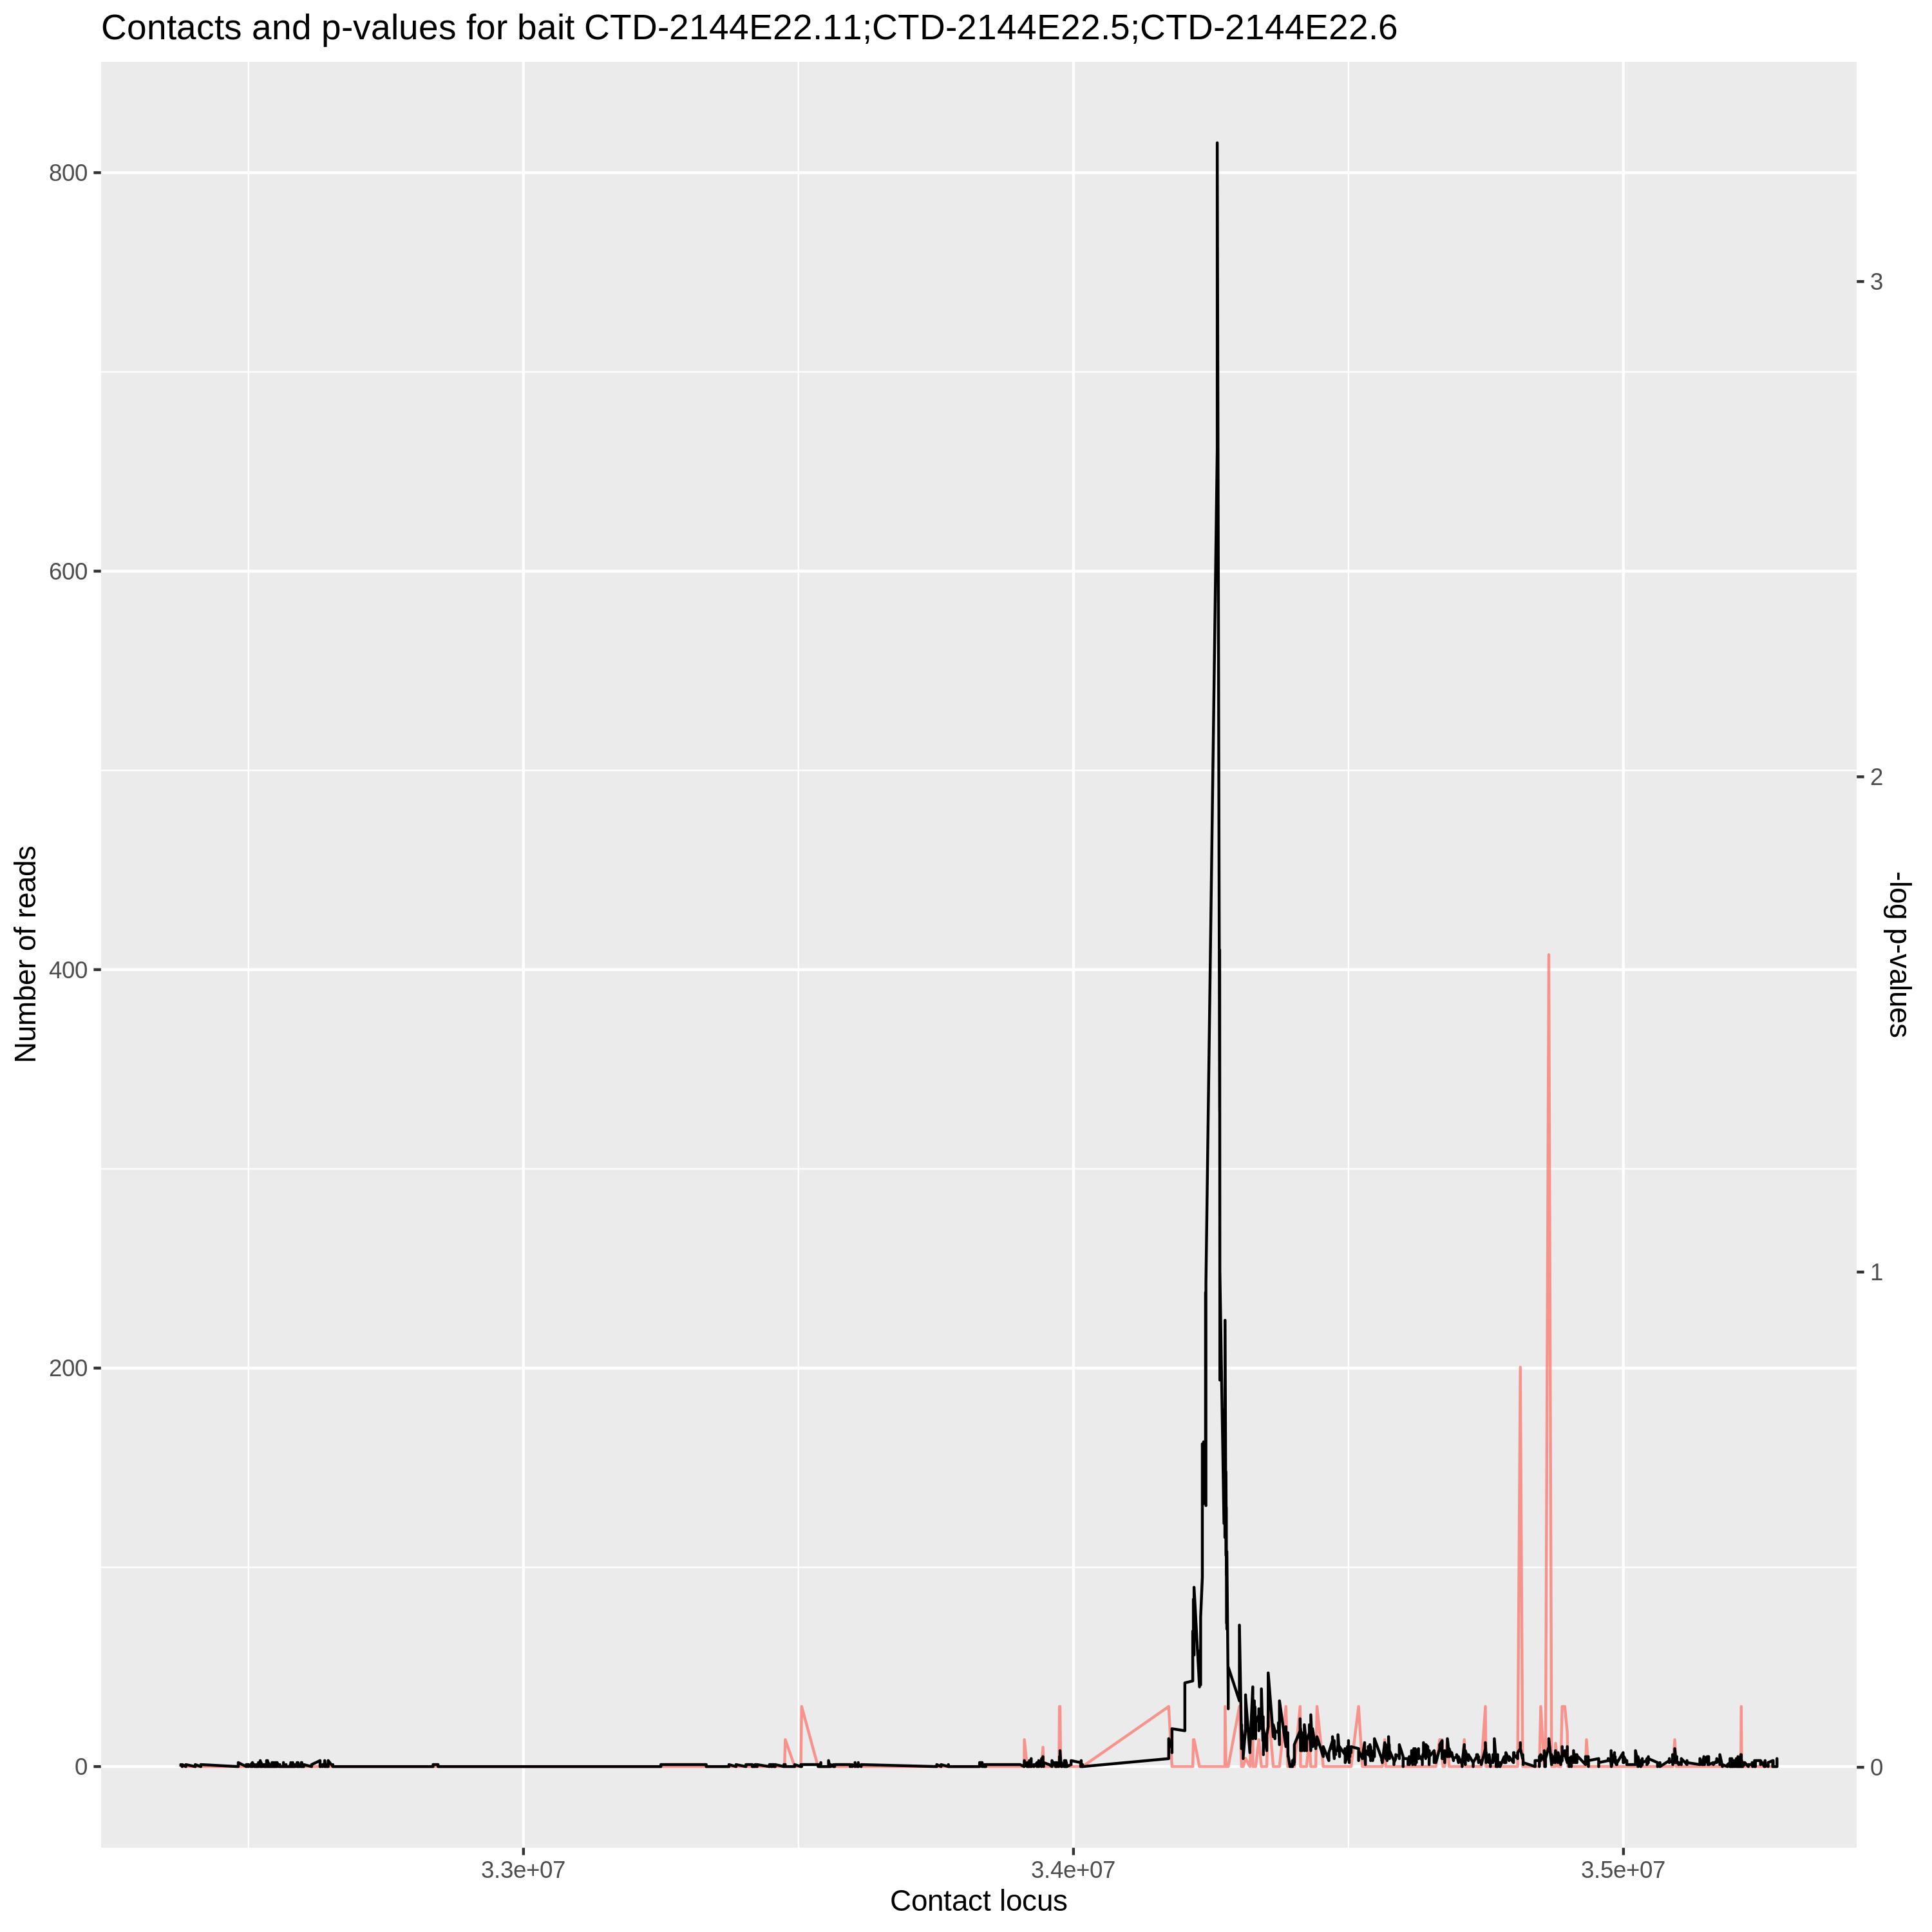 Contacts and p-values for bait CTD-2144E22.11;CTD-2144E22.5;CTD-2144E22.6
Number of reads
800
600
400
200
0
3
2
1
0
-log p-values
3.3e+07
3.4e+07
3.5e+07
Contact locus